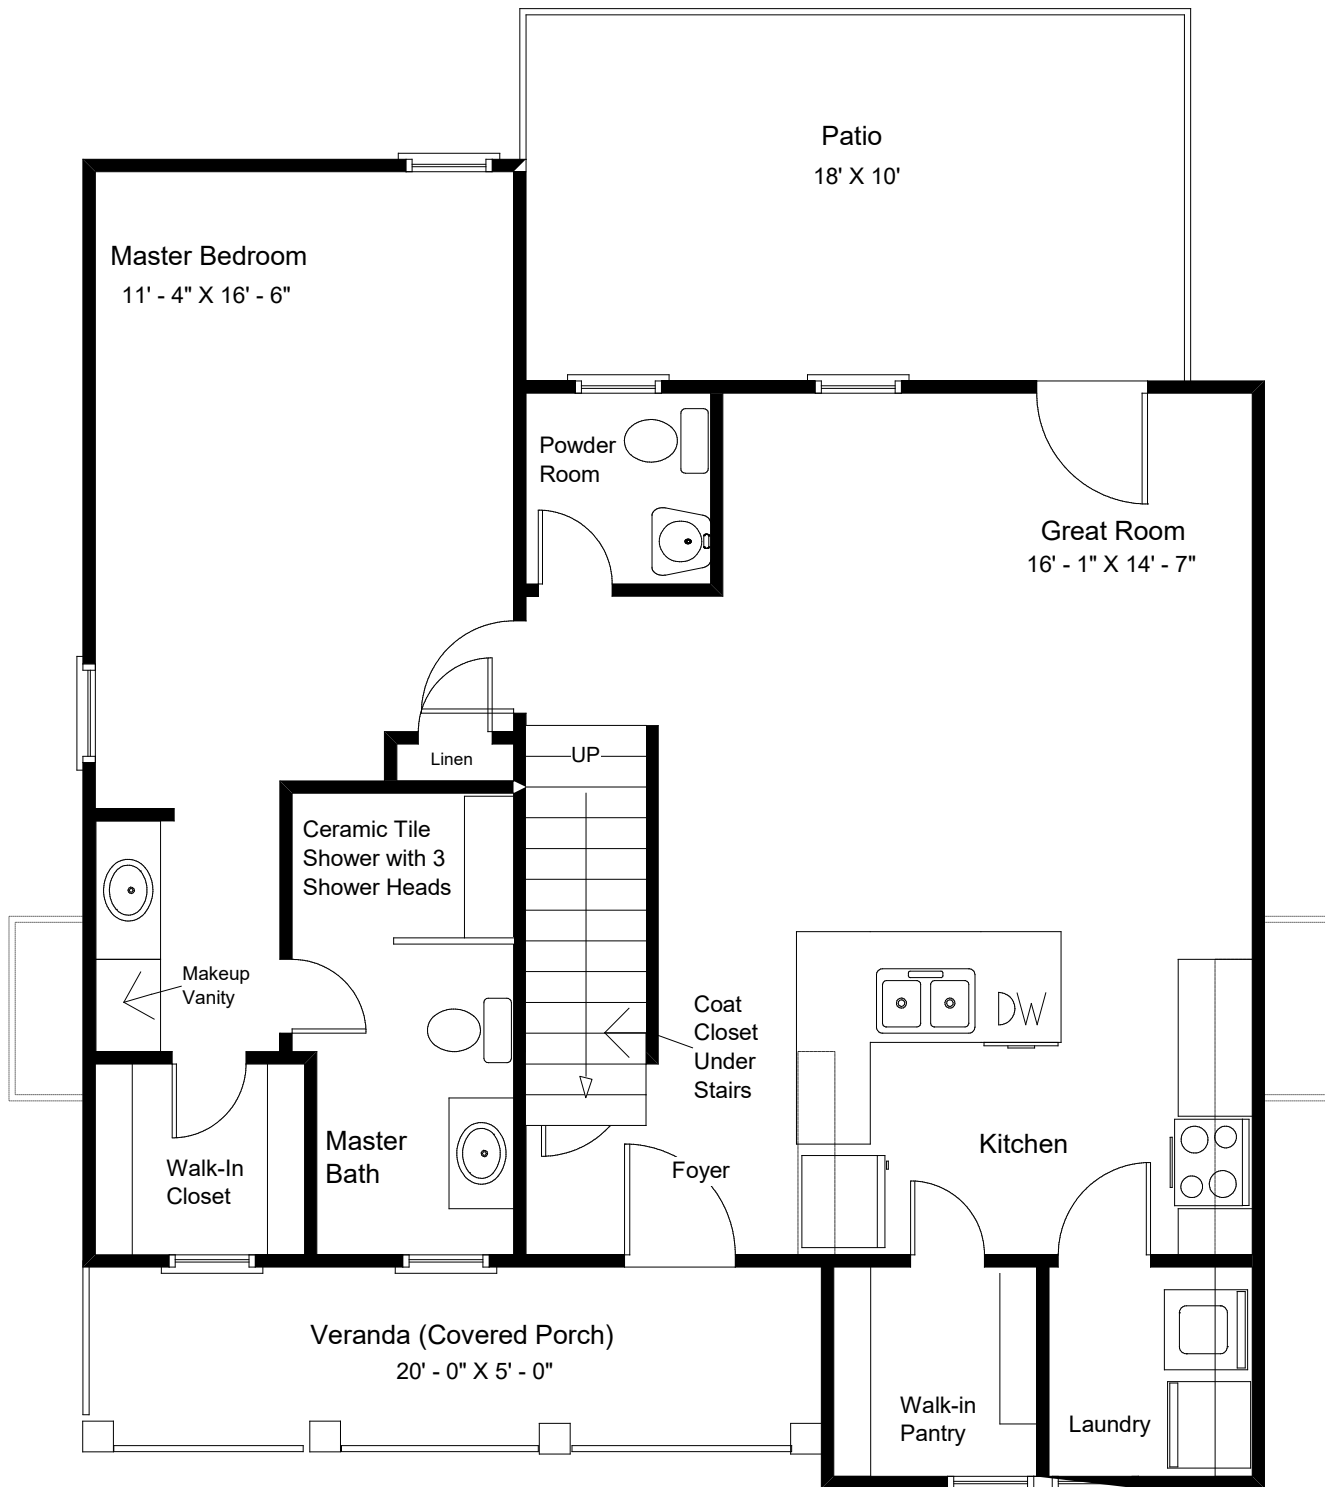 Patio
18' X 10'
Master Bedroom
11' - 4" X 16' - 6"
Powder
Room
Great Room
16' - 1" X 14' - 7"
Linen
UP
Ceramic Tile
Shower with 3
Shower Heads
Makeup
Vanity
Coat
Closet
Under
Stairs
DW
Master
Bath
Kitchen
Walk-In
Closet
Foyer
Veranda (Covered Porch)
20' - 0" X 5' - 0"
Walk-in
Pantry
Laundry